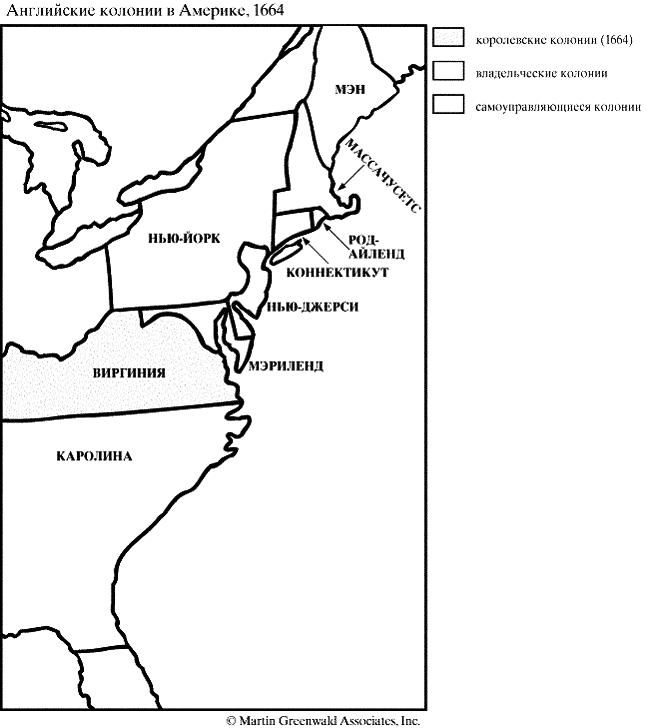 Английские колонии в Америке, 1664
королевские колонии (1664)
владельческие колонии
самоуправляющиеся колонии
МЭН
МАССАЧУСЕТС
НЬЮ-ЙОРК
РОД-
АЙЛЕНД
КОННЕКТИКУТ
НЬЮ-ДЖЕРСИ
МЭРИЛЕНД
ВИРГИНИЯ
КАРОЛИНА
© Martin Greenwald Associates, Inc.